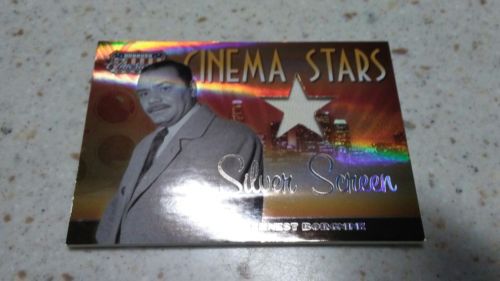 CINEMA STARS
Silver Screen
ERNEST BORGNINE